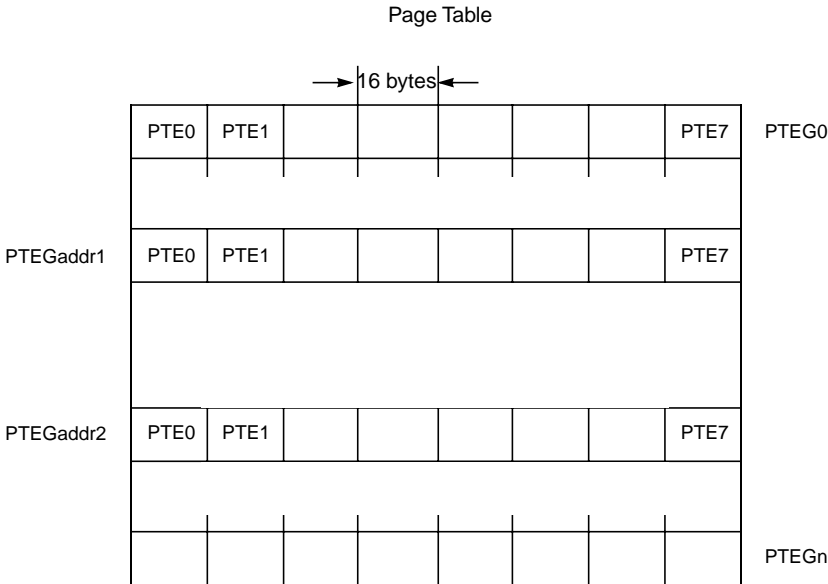 Page Table
16 bytes
PTE0 PTE1 PTE7 PTEG0
PTEGaddr1 PTE0 PTE1 PTE7
PTEGaddr2 PTE0 PTE1 PTE7
PTEGn